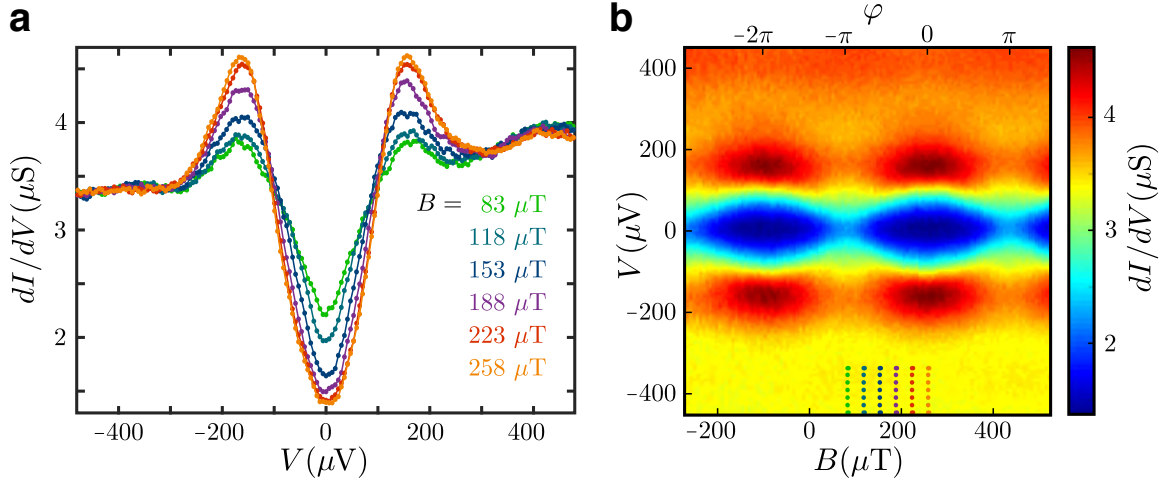 a
dI/dV(μS)
4
3
2
B = 83 μT
118 μT
153 μT
188 μT
223 μT
258 μT
−400 −200 0 200 400
V(μV)
b
φ
−2π −π 0 π
V(μV)
400
200
0
−200
−400
−200 0 200 400
B(μT)
4
3
2
dI/dV(μS)